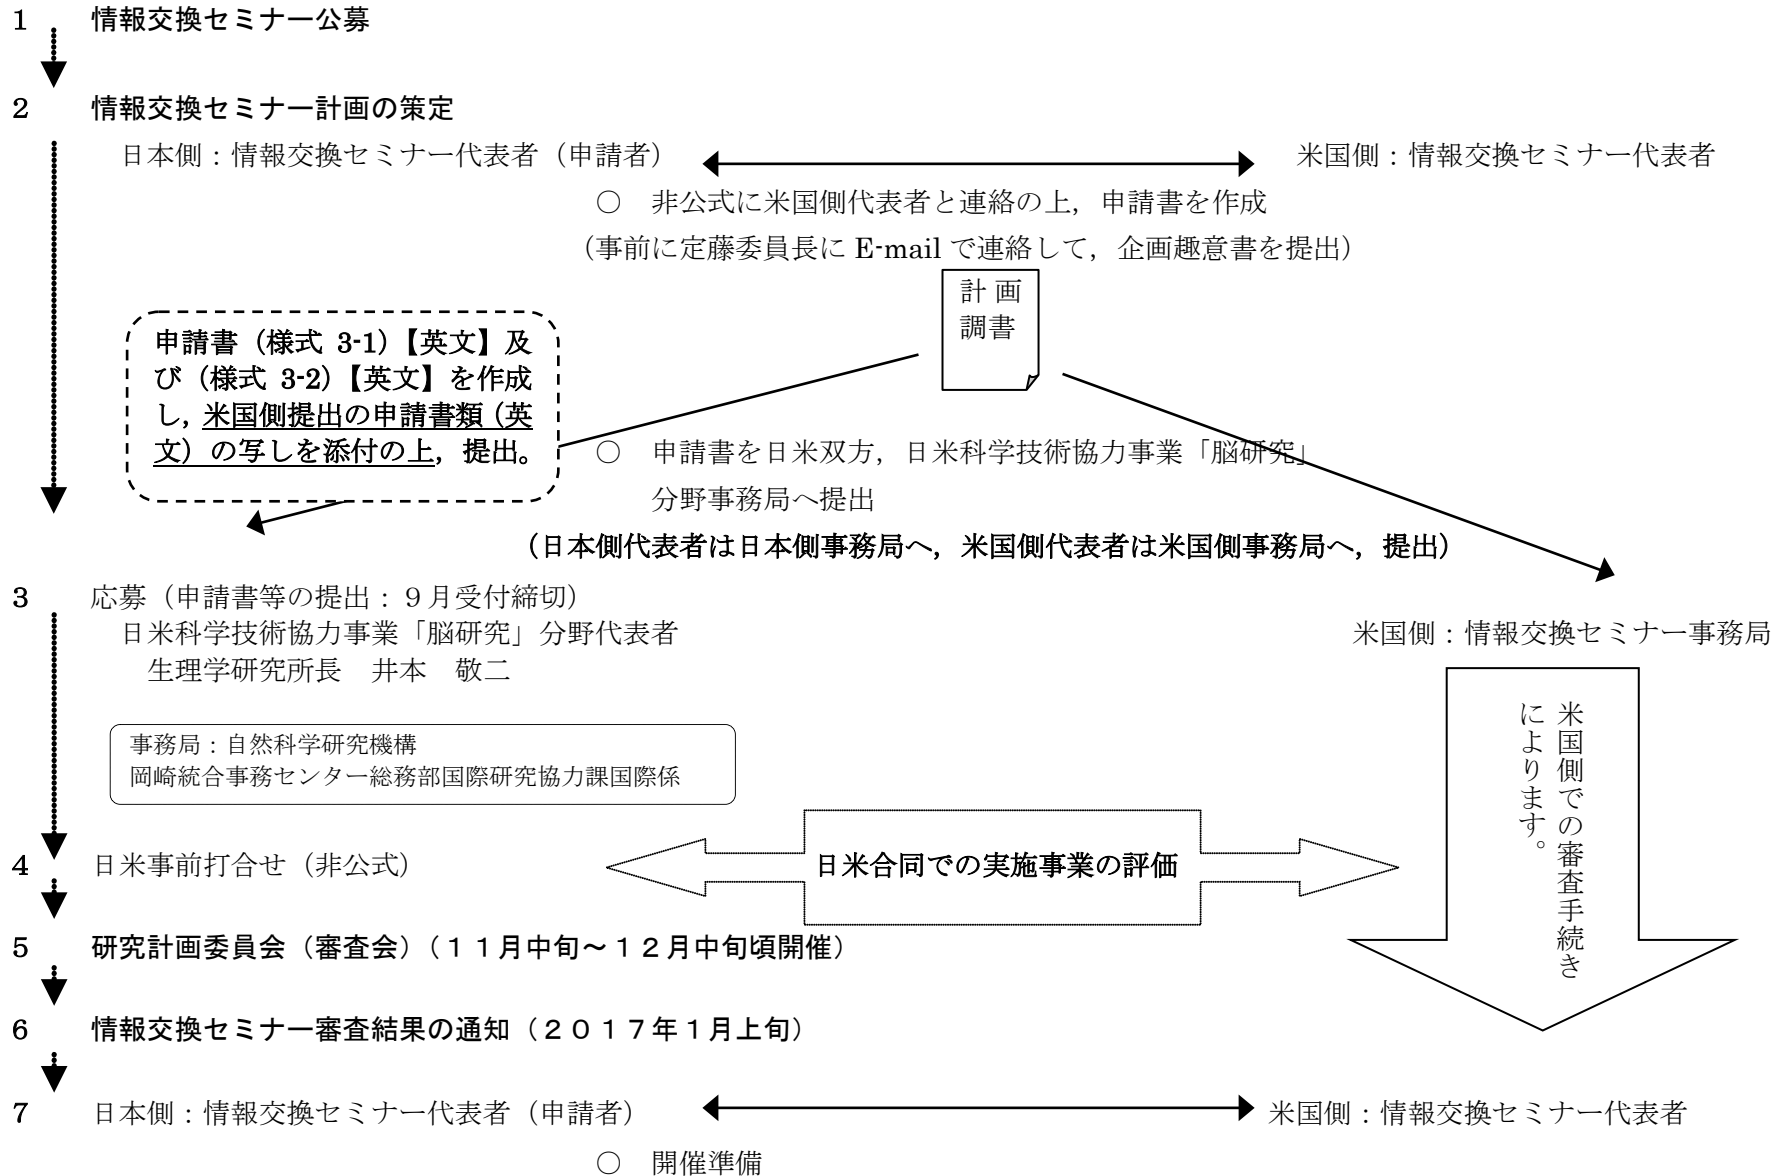 1　情報交換セミナー公募
2　情報交換セミナー計画の策定
日本側：情報交換セミナー代表者（申請者）　米国側：情報交換セミナー代表者
○　非公式に米国側代表者と連絡の上，申請書を作成
（事前に定藤委員長に E-mail で連絡して，企画趣意書を提出）
計 画
調書
申請書（様式 3-1）【英文】及
び（様式 3-2）【英文】を作成
し，米国側提出の申請書類（英
文）の写しを添付の上，提出。
○　申請書を日米双方，日米科学技術協力事業「脳研究」
分野事務局へ提出
（日本側代表者は日本側事務局へ，米国側代表者は米国側事務局へ，提出）
3　応募（申請書等の提出：９月受付締切）
日米科学技術協力事業「脳研究」分野代表者　米国側：情報交換セミナー事務局
生理学研究所長　井本　敬二
事務局：自然科学研究機構
岡崎統合事務センター総務部国際研究協力課国際係
米国側での審査手続き
によります。
4　日米事前打合せ（非公式）　日米合同での実施事業の評価
5　研究計画委員会（審査会）（１１月中旬～１２月中旬頃開催）
6　情報交換セミナー審査結果の通知（２０１７年１月上旬）
7　日本側：情報交換セミナー代表者（申請者）　米国側：情報交換セミナー代表者
○　開催準備